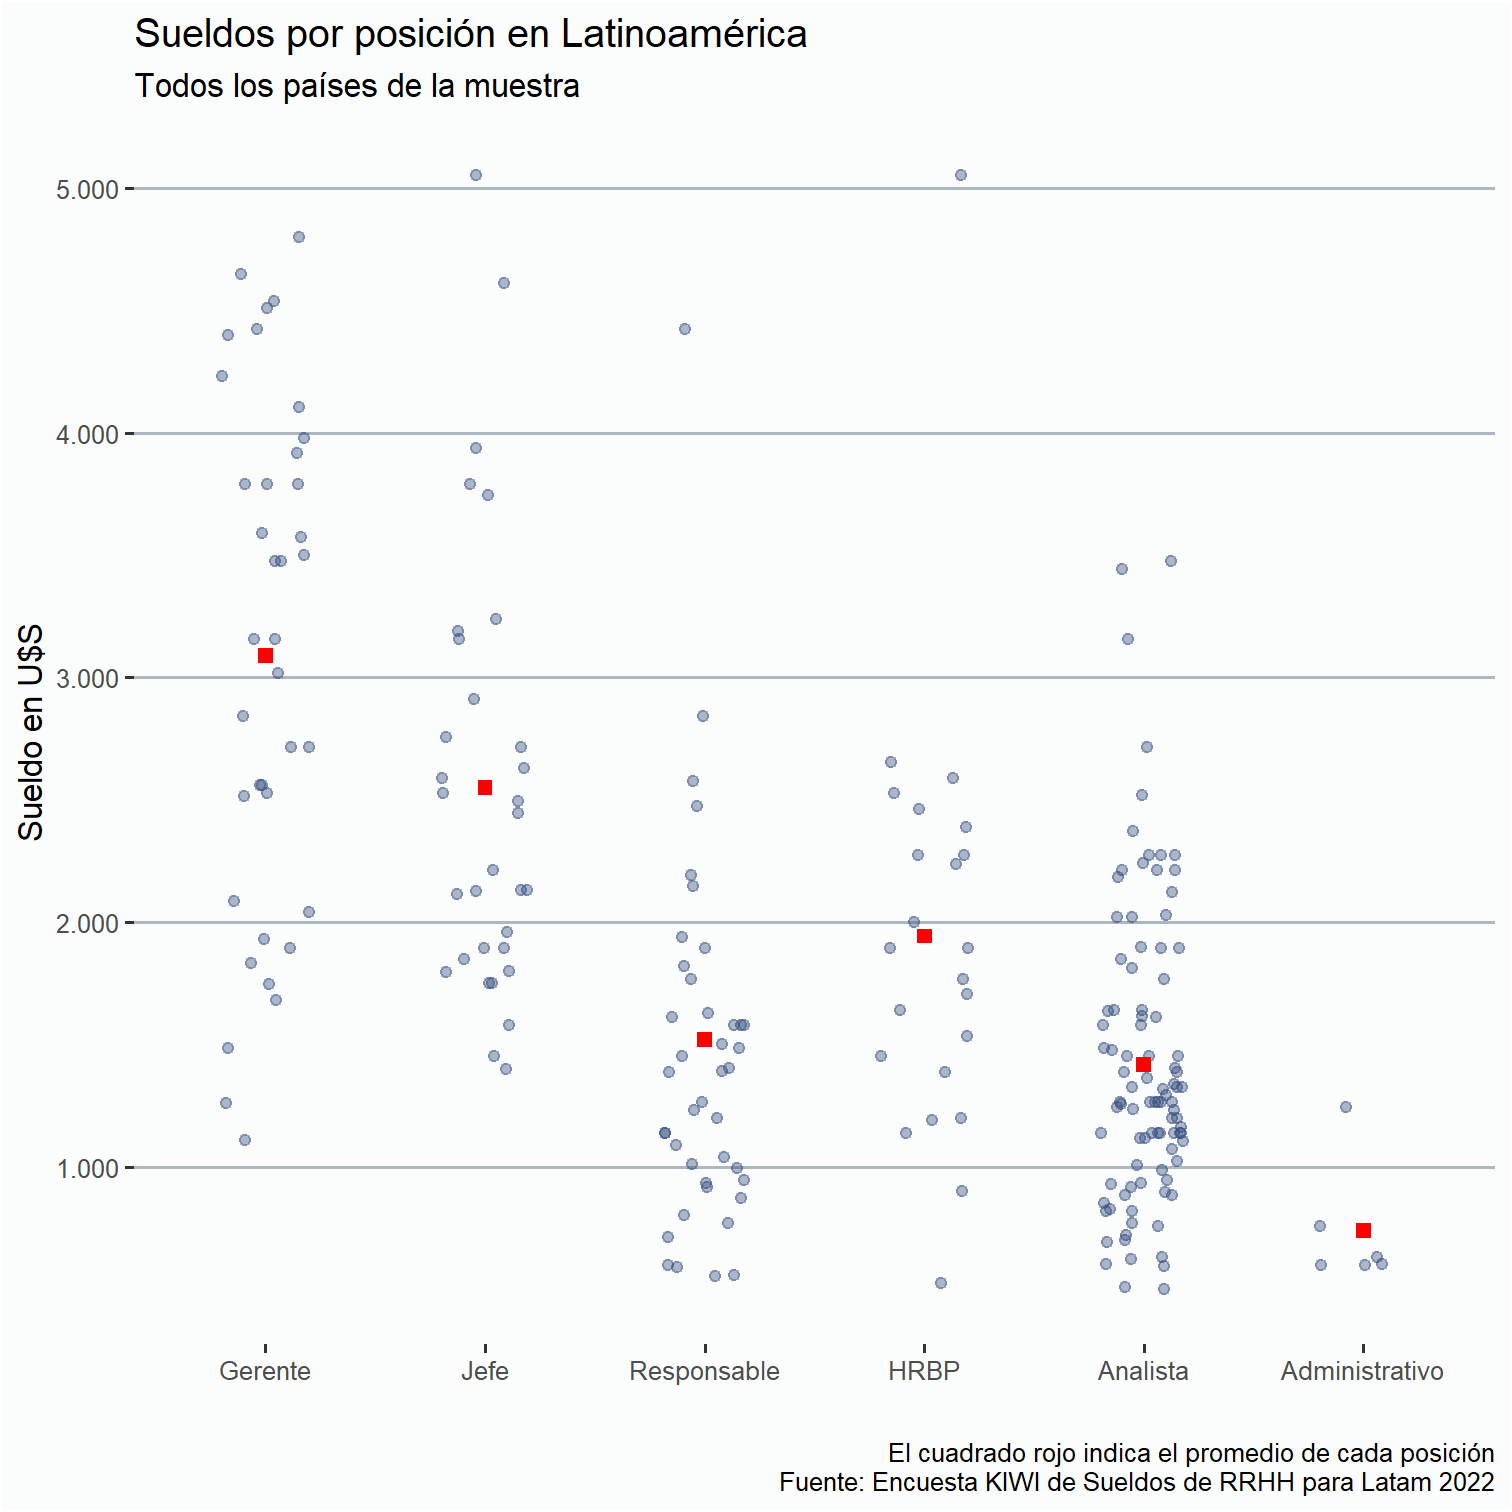 Sueldos por posición en Latinoamérica
Todos los países de la muestra
Sueldo en U$S
5.000
4.000
3.000
2.000
1.000
Gerente Jefe Responsable HRBP Analista Administrativo
El cuadrado rojo indica el promedio de cada posición
Fuente: Encuesta KIWI de Sueldos de RRHH para Latam 2022